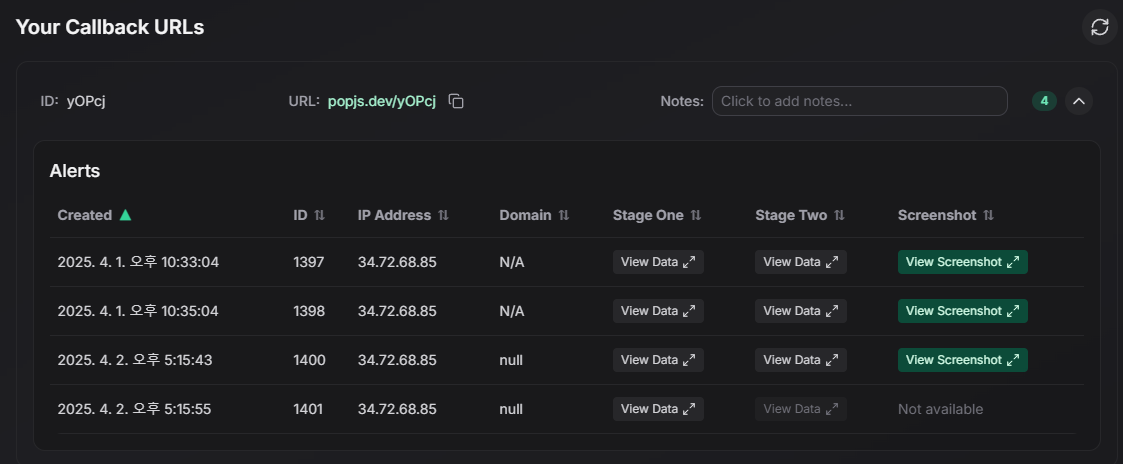 Your Callback URLs
ID: yOPcj URL: popjs.dev/yOPcj Notes: Click to add notes... 4
Alerts
Created ID IP Address Domain Stage One Stage Two Screenshot
2025. 4. 1. 오후 10:33:04 1397 34.72.68.85 N/A View Data View Data View Screenshot
2025. 4. 1. 오후 10:35:04 1398 34.72.68.85 N/A View Data View Data View Screenshot
2025. 4. 2. 오후 5:15:43 1400 34.72.68.85 null View Data View Data View Screenshot
2025. 4. 2. 오후 5:15:55 1401 34.72.68.85 null View Data View Data Not available